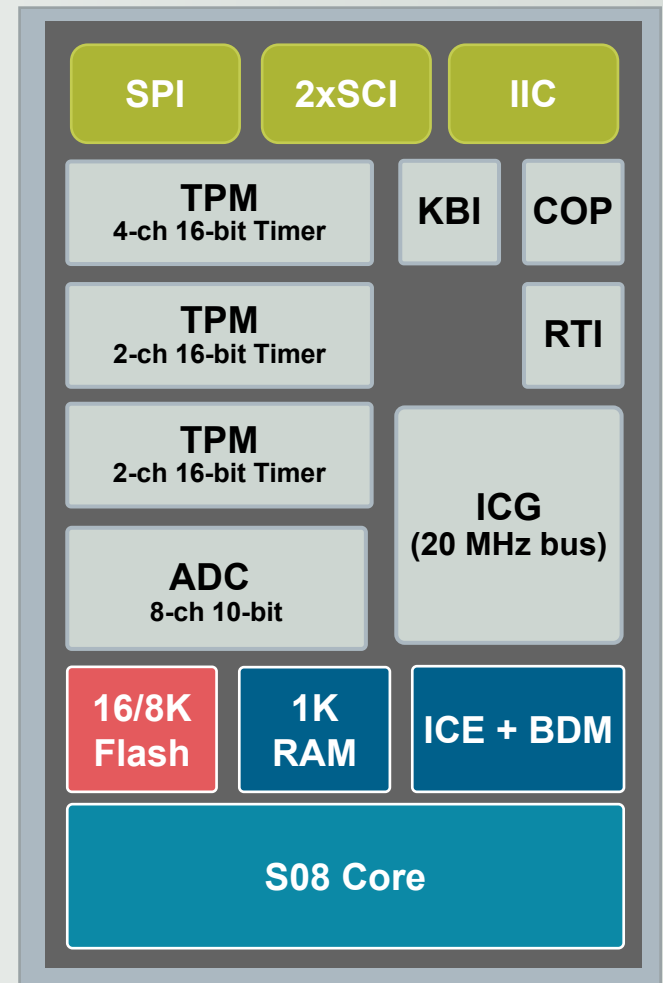 SPI
2xSCI
IIC
TPM
4-ch 16-bit Timer
KBI
COP
TPM
2-ch 16-bit Timer
RTI
TPM
2-ch 16-bit Timer
ICG
(20 MHz bus)
ADC
8-ch 10-bit
16/8K
Flash
1K
RAM
ICE + BDM
S08 Core